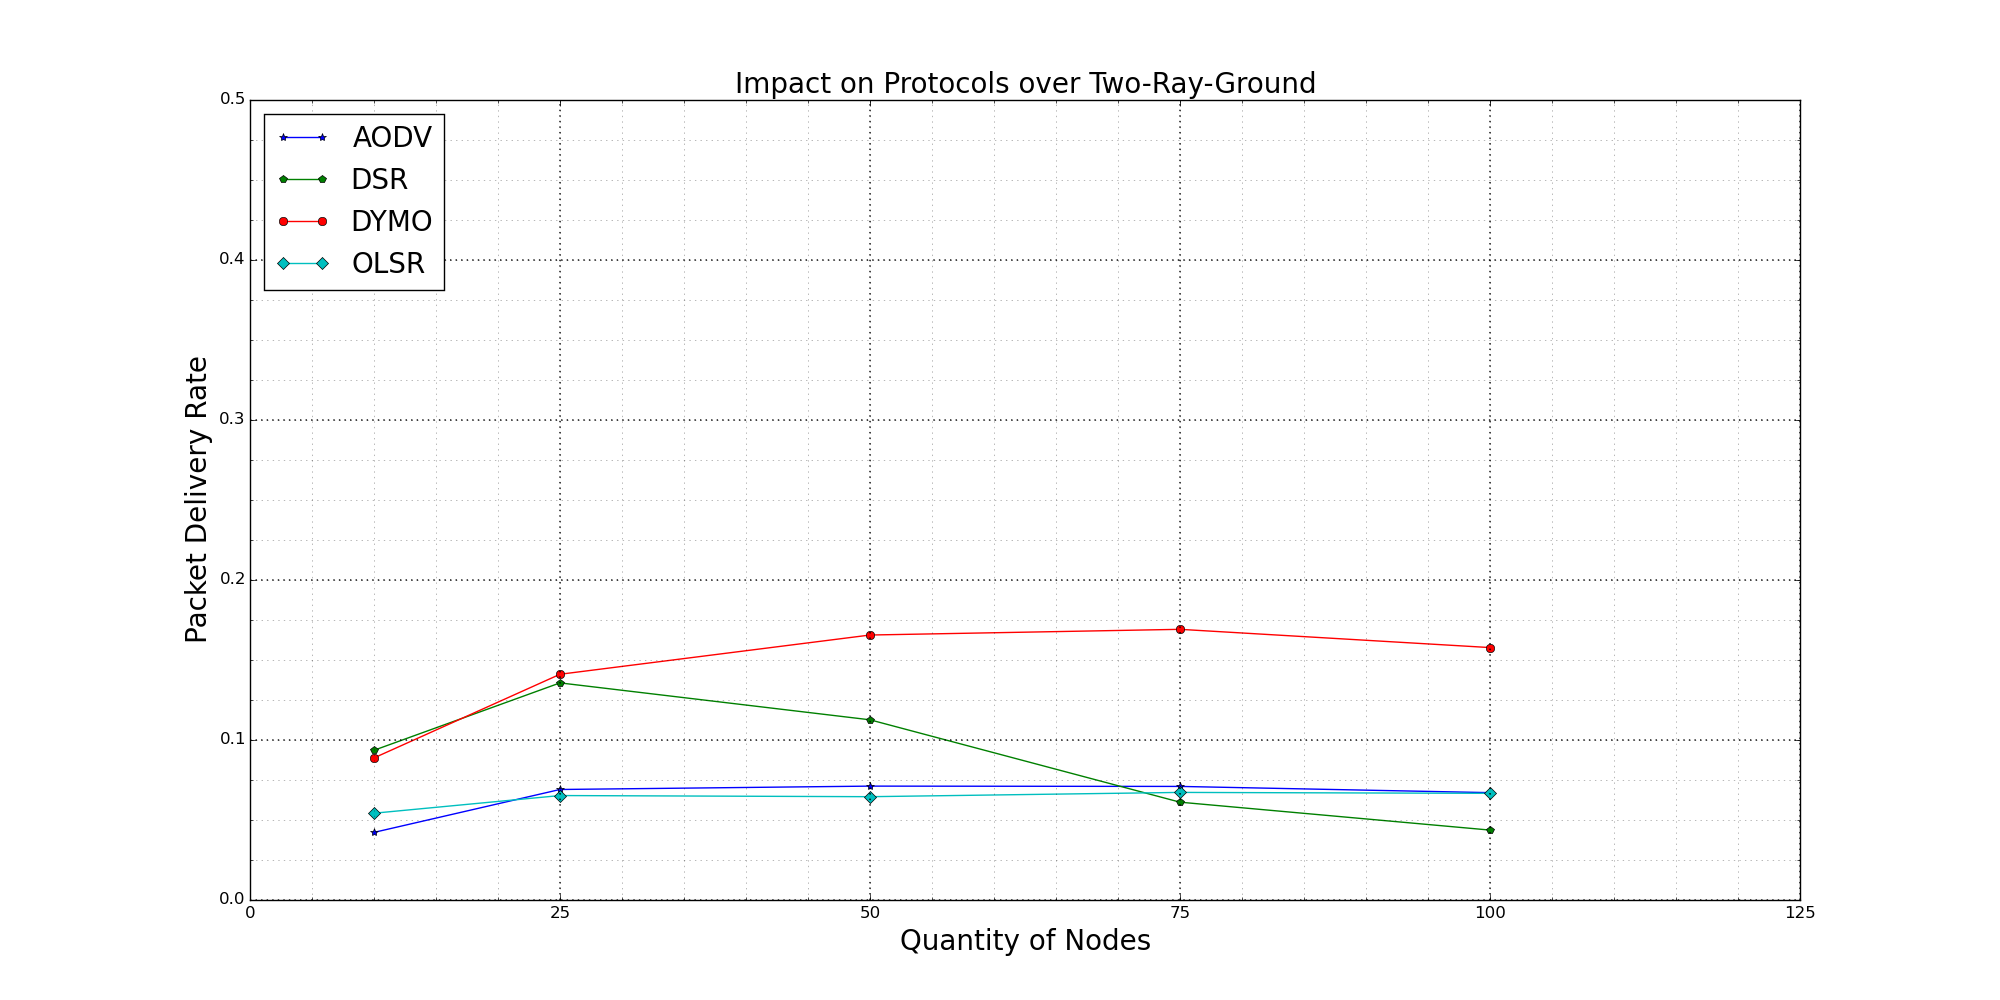 Impact on Protocols over Two-Ray-Ground
AODV
DSR
DYMO
OLSR
Packet Delivery Rate
0.5
0.4
0.3
0.2
0.1
0.0
0 25 50 75 100 125
Quantity of Nodes